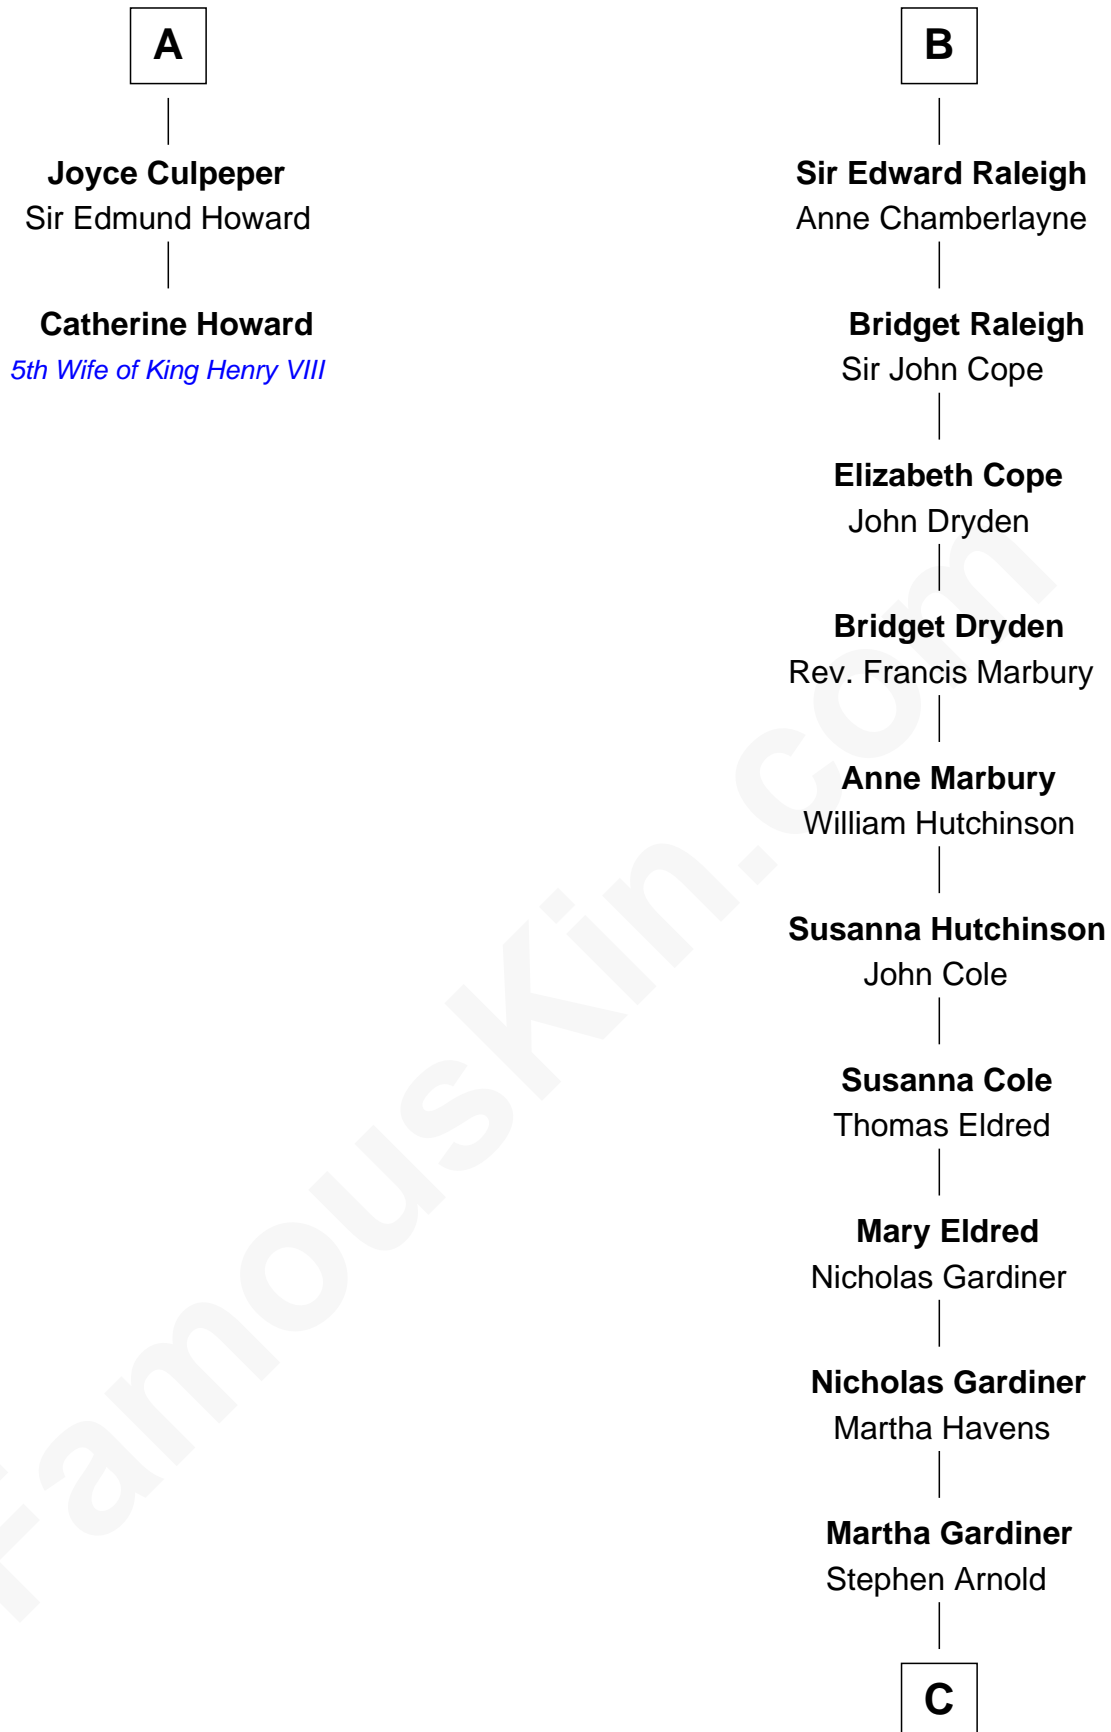 A
Joyce Culpeper
Sir Edmund Howard
Catherine Howard
5th Wife of King Henry VIII
B
Sir Edward Raleigh
Anne Chamberlayne
Bridget Raleigh
Sir John Cope
Elizabeth Cope
John Dryden
Bridget Dryden
Rev. Francis Marbury
Anne Marbury
William Hutchinson
Susanna Hutchinson
John Cole
Susanna Cole
Thomas Eldred
Mary Eldred
Nicholas Gardiner
Nicholas Gardiner
Martha Havens
Martha Gardiner
Stephen Arnold
C
FamousKin.com